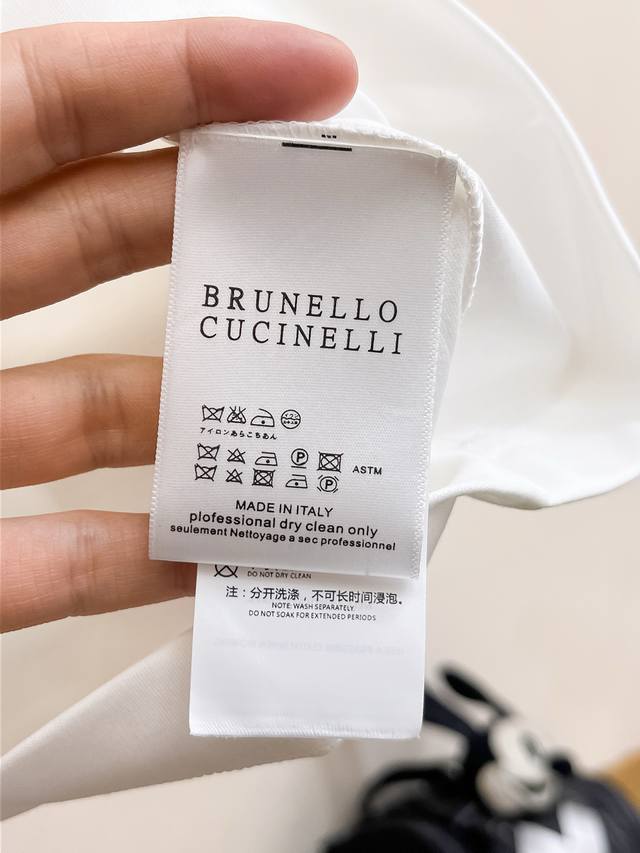 BRUNELLO
CUCINELLI
アイロンあらこちあん
P
ASTM
P
MADE IN ITALY
plofessional dry clean only
seulement Nettoyage a sec professionnel
DO NOT DRY CLEAN
注：分开洗涤，不可长时间浸泡。
NOTE: WASH SEPARATELY.
DO NOT SOAK FOR EXTENDED PERIODS